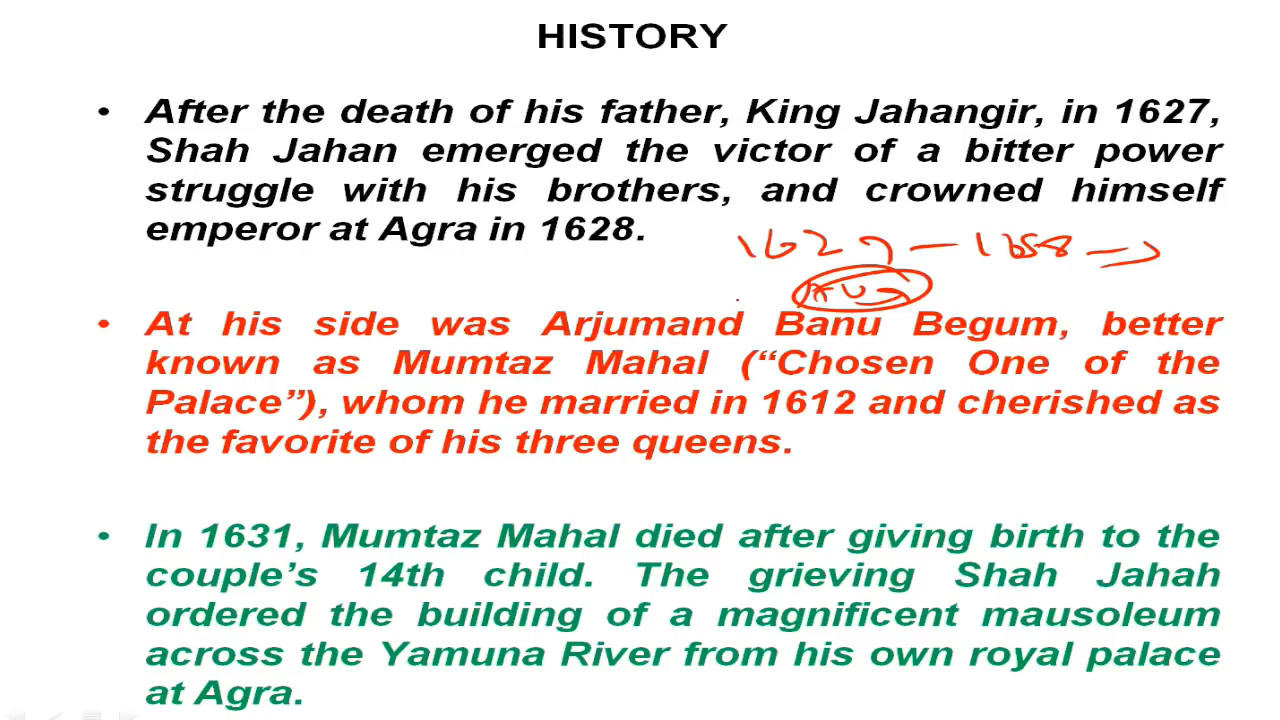 HISTORY
• After the death of his father, King Jahangir, in 1627,
Shah Jahan emerged the victor of a bitter power
struggle with his brothers, and crowned himself
emperor at Agra in 1628.
1627 – 1658
• At his side was Arjumand Banu Begum, better
known as Mumtaz Mahal (“Chosen One of the
Palace”), whom he married in 1612 and cherished as
the favorite of his three queens.
• In 1631, Mumtaz Mahal died after giving birth to the
couple’s 14th child. The grieving Shah Jahah
ordered the building of a magnificent mausoleum
across the Yamuna River from his own royal palace
at Agra.